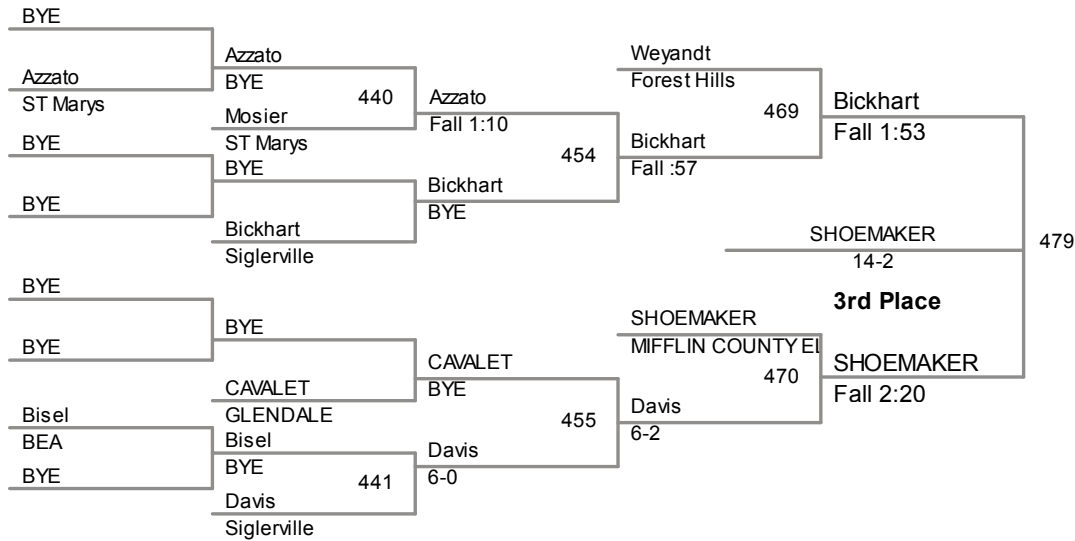 BYE
Azzato
BYE
Azzato
ST Marys
440
Mosier
ST Marys
Azzato
Fall 1:10
BYE
BYE
BYE
Bickhart
Siglerville
Bickhart
BYE
454
Weyandt
Forest Hills
469
Bickhart
Fall :57
Bickhart
Fall 1:53
SHOEMAKER
14-2
479
3rd Place
BYE
BYE
BYE
CAVALET
GLENDALE
CAVALET
BYE
Bisel
BEA
BYE
Bisel
BYE
441
Davis
Siglerville
Davis
6-0
455
SHOEMAKER
MIFFLIN COUNTY EL
470
Davis
6-2
SHOEMAKER
Fall 2:20